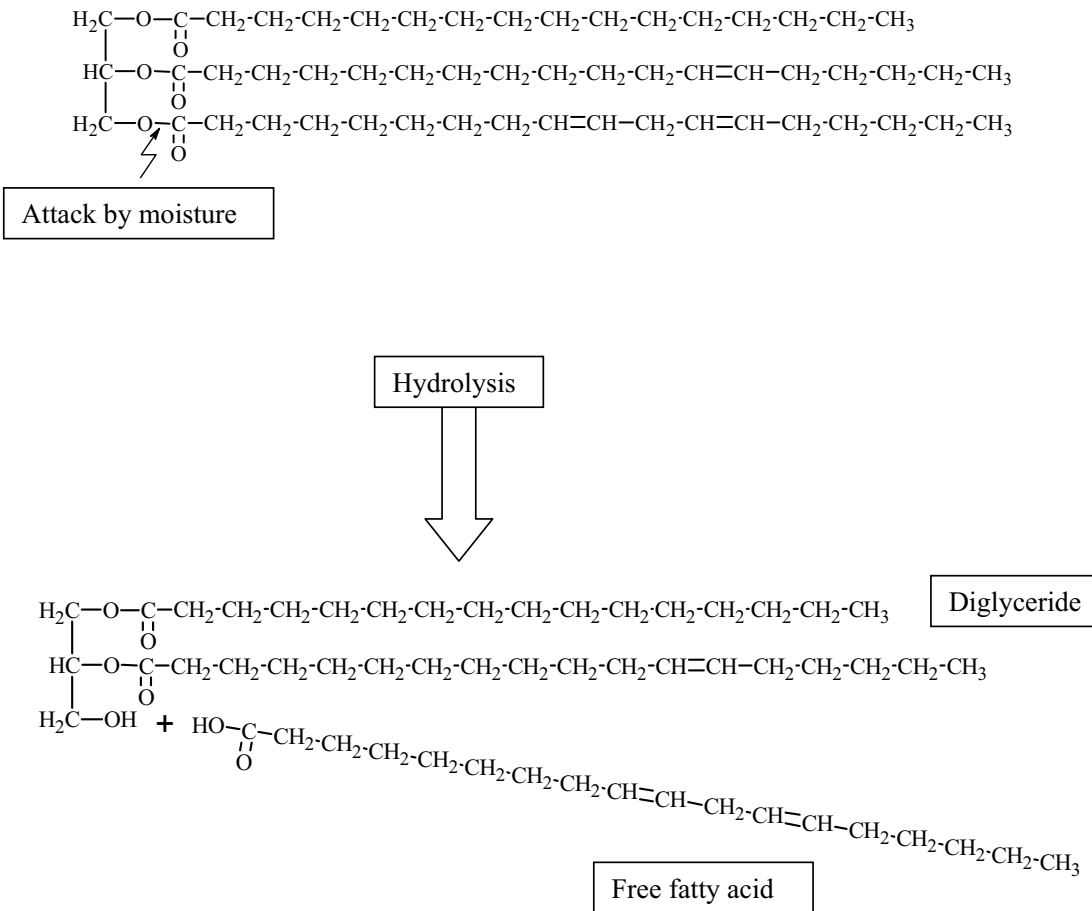 H₂C—O—C—CH₂-CH₂-CH₂-CH₂-CH₂-CH₂-CH₂-CH₂-CH₂-CH₂-CH₂-CH₂-CH₂-CH₂-CH₃
O
HC—O—C—CH₂-CH₂-CH₂-CH₂-CH₂-CH₂-CH₂-CH₂-CH₂-CH₂-CH=CH—CH₂-CH₂-CH₂-CH₂-CH₃
O
H₂C—O—C—CH₂-CH₂-CH₂-CH₂-CH₂-CH₂-CH₂-CH=CH—CH₂-CH=CH—CH₂-CH₂-CH₂-CH₂-CH₃
O
Attack by moisture
Hydrolysis
Diglyceride
H₂C—O—C—CH₂-CH₂-CH₂-CH₂-CH₂-CH₂-CH₂-CH₂-CH₂-CH₂-CH₂-CH₂-CH₂-CH₂-CH₃
O
HC—O—C—CH₂-CH₂-CH₂-CH₂-CH₂-CH₂-CH₂-CH₂-CH₂-CH₂-CH=CH—CH₂-CH₂-CH₂-CH₂-CH₃
O
H₂C—OH + HO—C—CH₂-CH₂-CH₂-CH₂-CH₂-CH₂-CH₂-CH=CH—CH₂-CH=CH—CH₂-CH₂-CH₂-CH₂-CH₃
O
Free fatty acid